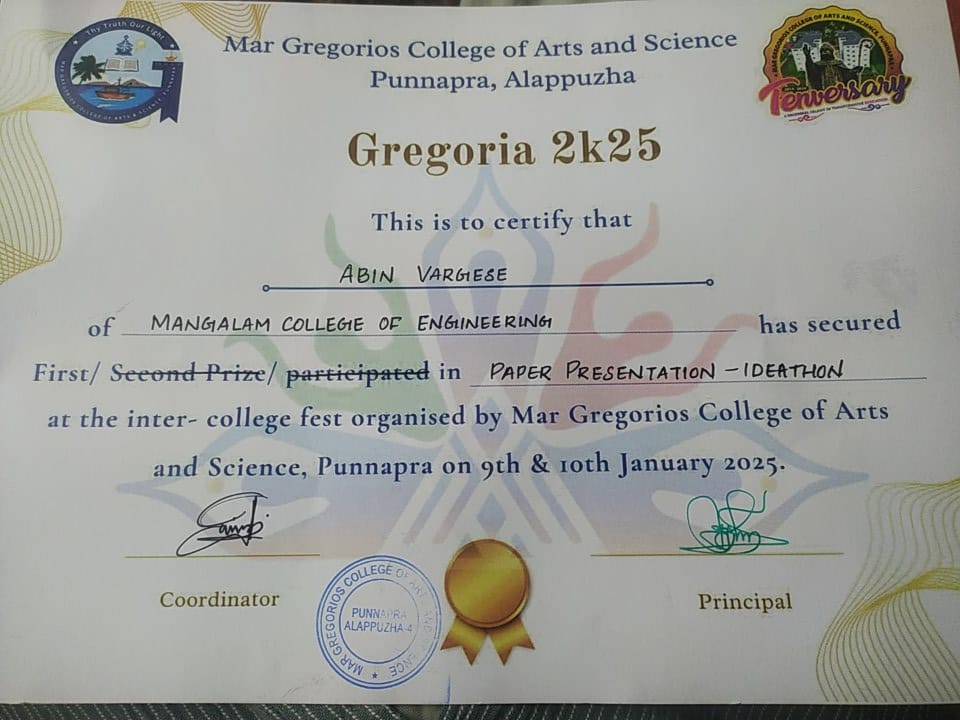 Thy Truth Our Light
MAR GREGORIOS COLLEGE OF ARTS & SCIENCE
Mar Gregorios College of Arts and Science
Punnapra, Alappuzha
MAR GREGORIOS COLLEGE OF ARTS AND SCIENCE, PUNNAPRA
Tenversary
Gregoria 2k25
This is to certify that
ABIN VARGIESE
of MANGALAM COLLEGE OF ENGINEERING has secured
First/ Second Prize/ participated in PAPER PRESENTATION - IDEATHON
at the inter- college fest organised by Mar Gregorios College of Arts
and Science, Punnapra on 9th & 10th January 2025.
Coordinator
Principal
MAR GREGORIOS COLLEGE OF ART AND SCIENCE
PUNNAPRA
ALAPPUZHA-4